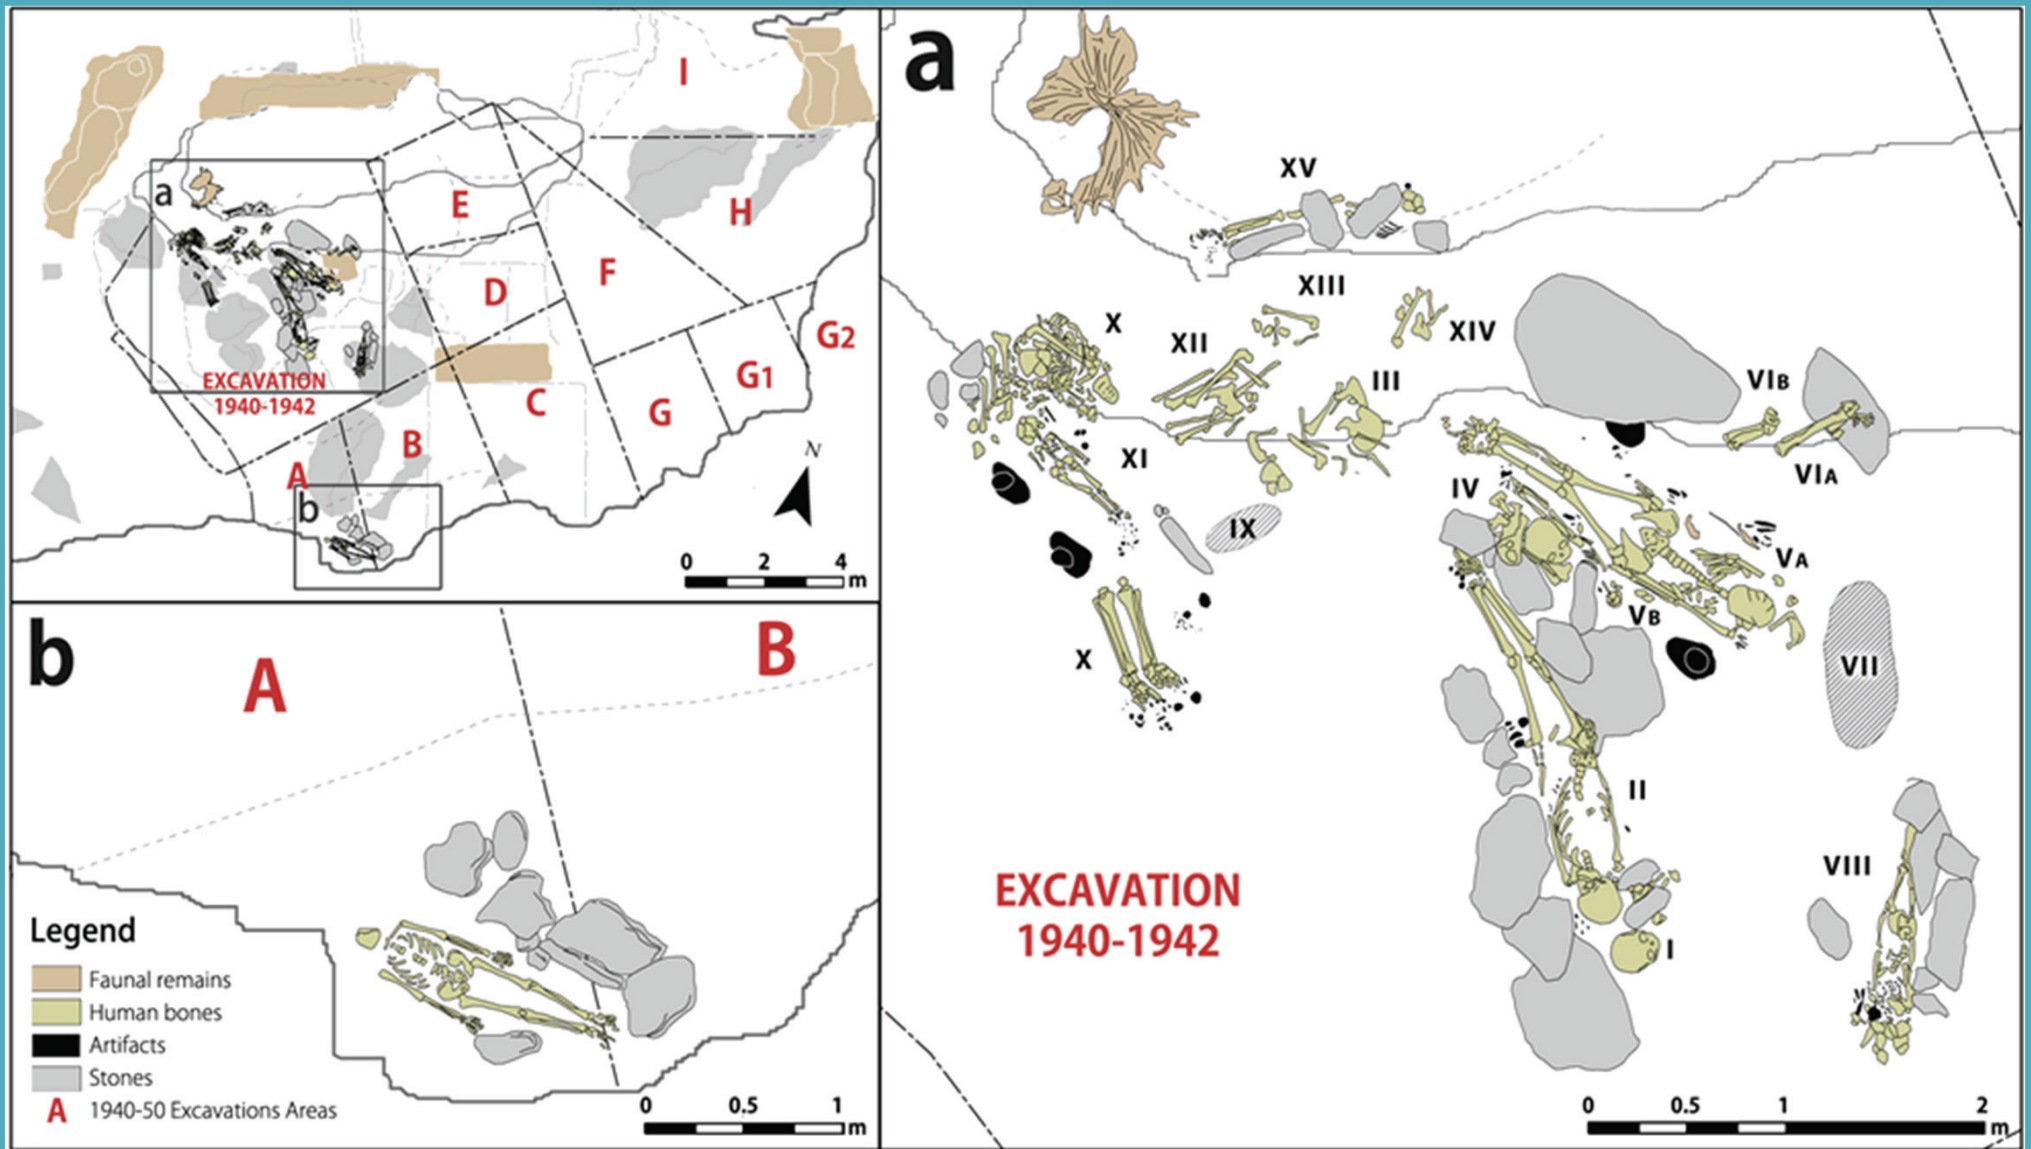 I
a
E
H
D
F
G2
G1
EXCAVATION
1940-1942
C
G
B
A
b
N
0 2 4
m
b
A
B
Legend
Faunal remains
Human bones
Artifacts
Stones
A 1940-50 Excavations Areas
0 0.5 1
m
a
XV
XIII
X
XIV
XII
III
VIB
XI
VIA
IV
IX
VA
VB
X
VII
II
VIII
EXCAVATION
1940-1942
I
0 0.5 1 2
m